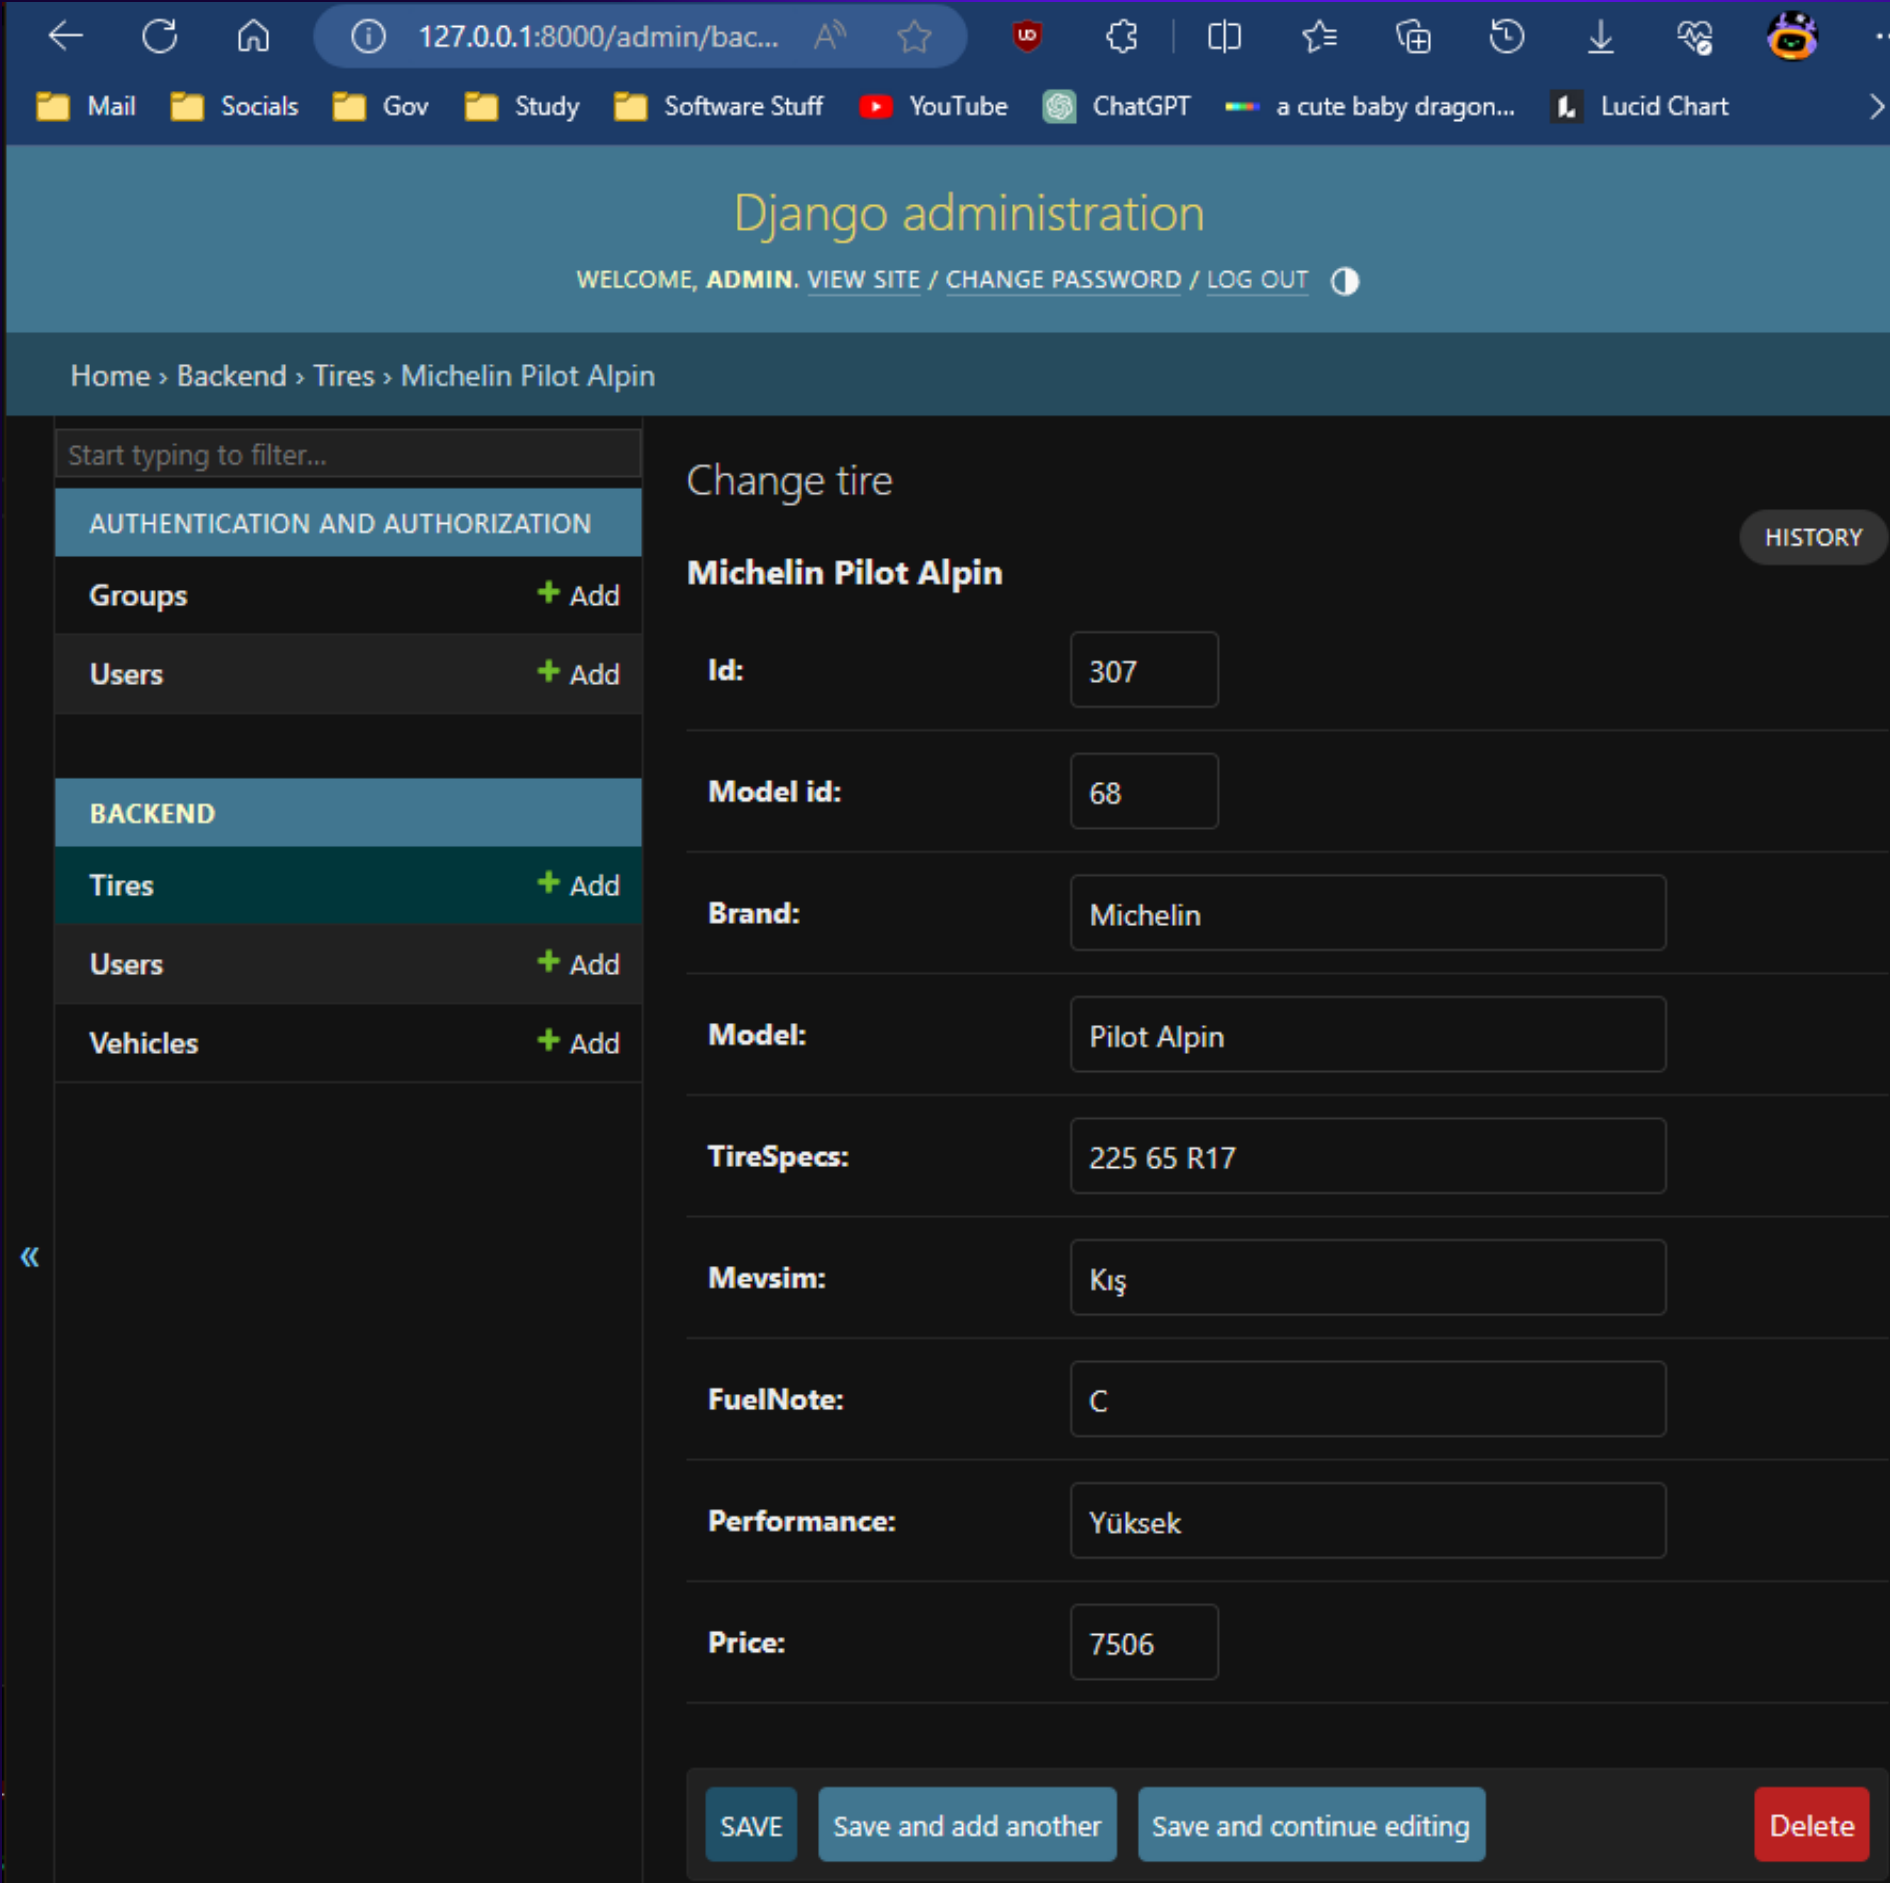 127.0.0.1:8000/admin/bac...
Mail Socials Gov Study Software Stuff YouTube ChatGPT a cute baby dragon... Lucid Chart
Django administration
WELCOME, ADMIN. VIEW SITE / CHANGE PASSWORD / LOG OUT
Home › Backend › Tires › Michelin Pilot Alpin
Start typing to filter...
AUTHENTICATION AND AUTHORIZATION
Groups + Add
Users + Add
BACKEND
Tires + Add
Users + Add
Vehicles + Add
«
Change tire
HISTORY
Michelin Pilot Alpin
Id: 307
Model id: 68
Brand: Michelin
Model: Pilot Alpin
TireSpecs: 225 65 R17
Mevsim: Kış
FuelNote: C
Performance: Yüksek
Price: 7506
SAVE Save and add another Save and continue editing Delete